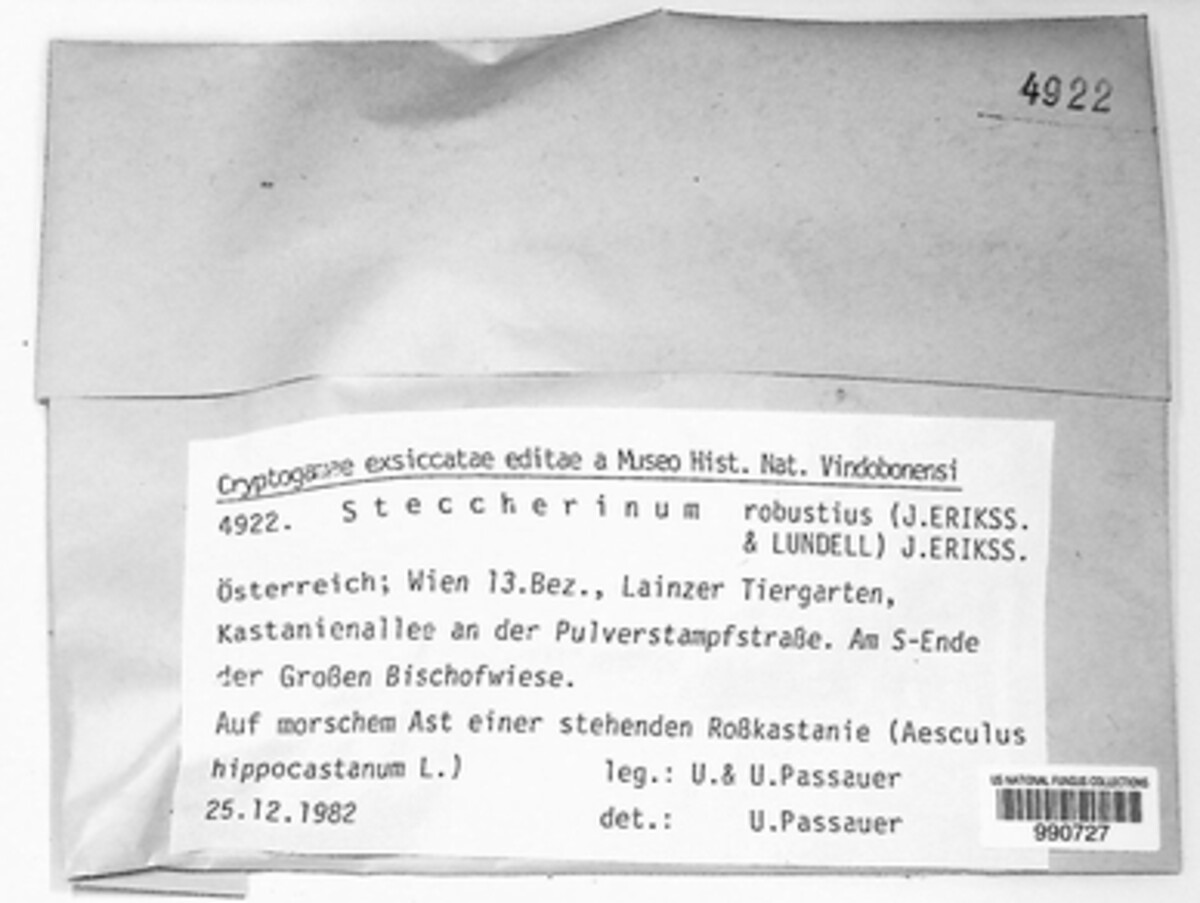 4922
Cryptogamae exsiccatae editae a Museo Hist. Nat. Vindobonensi
4922. Steccherinum robustius (J.ERIKSS.
& LUNDELL) J.ERIKSS.
Österreich; Wien 13.Bez., Lainzer Tiergarten,
Kastanienallee an der Pulverstampfstraße. Am S-Ende
der Großen Bischofwiese.
Auf morschem Ast einer stehenden Roßkastanie (Aesculus
hippocastanum L.) leg.: U.& U.Passauer
25.12.1982 det.: U.Passauer
US NATIONAL FUNGUS COLLECTIONS
990727